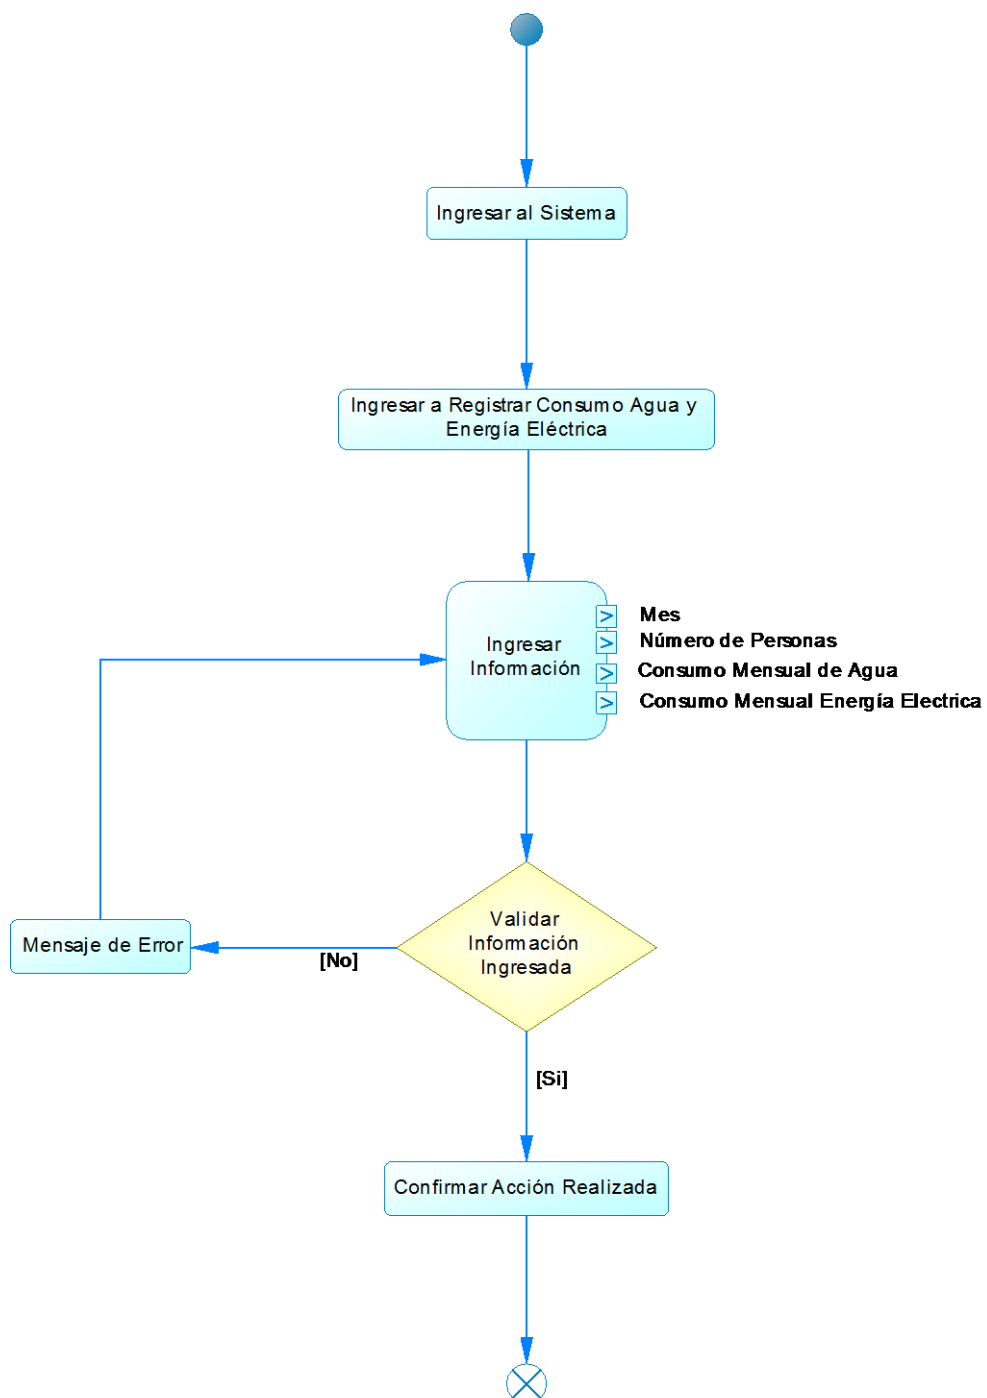 Ingresar al Sistema
Ingresar a Registrar Consumo Agua y
Energía Eléctrica
Ingresar
Información
>
Mes
>
Número de Personas
>
Consumo Mensual de Agua
>
Consumo Mensual Energía Electrica
Validar
Información
Ingresada
Mensaje de Error
[No]
[Si]
Confirmar Acción Realizada